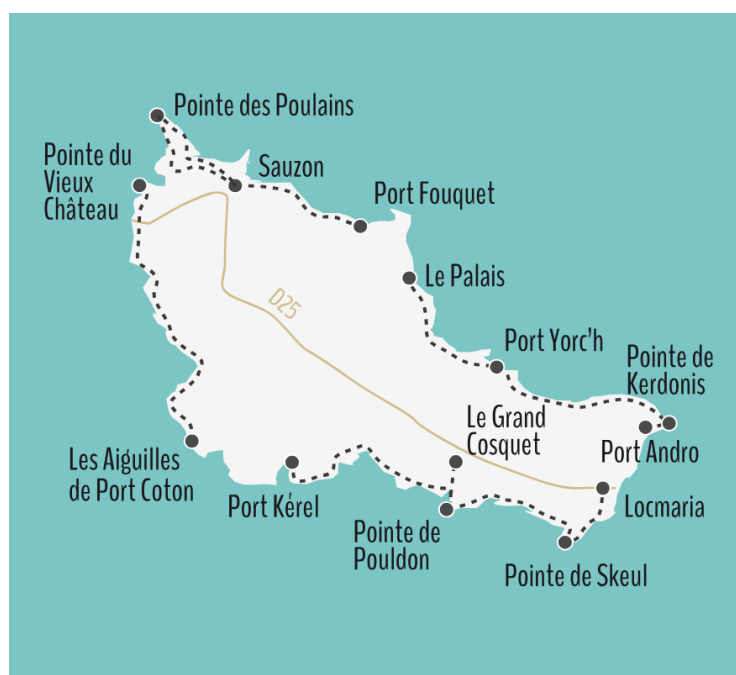 Pointe des Poulains
Pointe du
Vieux
Château
Sauzon
Port Fouquet
Le Palais
D25
Port Yorc'h
Pointe de
Kerdonis
Le Grand
Cosquet
Port Andro
Les Aiguilles
de Port Coton
Port Kérel
Locmaria
Pointe de
Pouldon
Pointe de Skeul